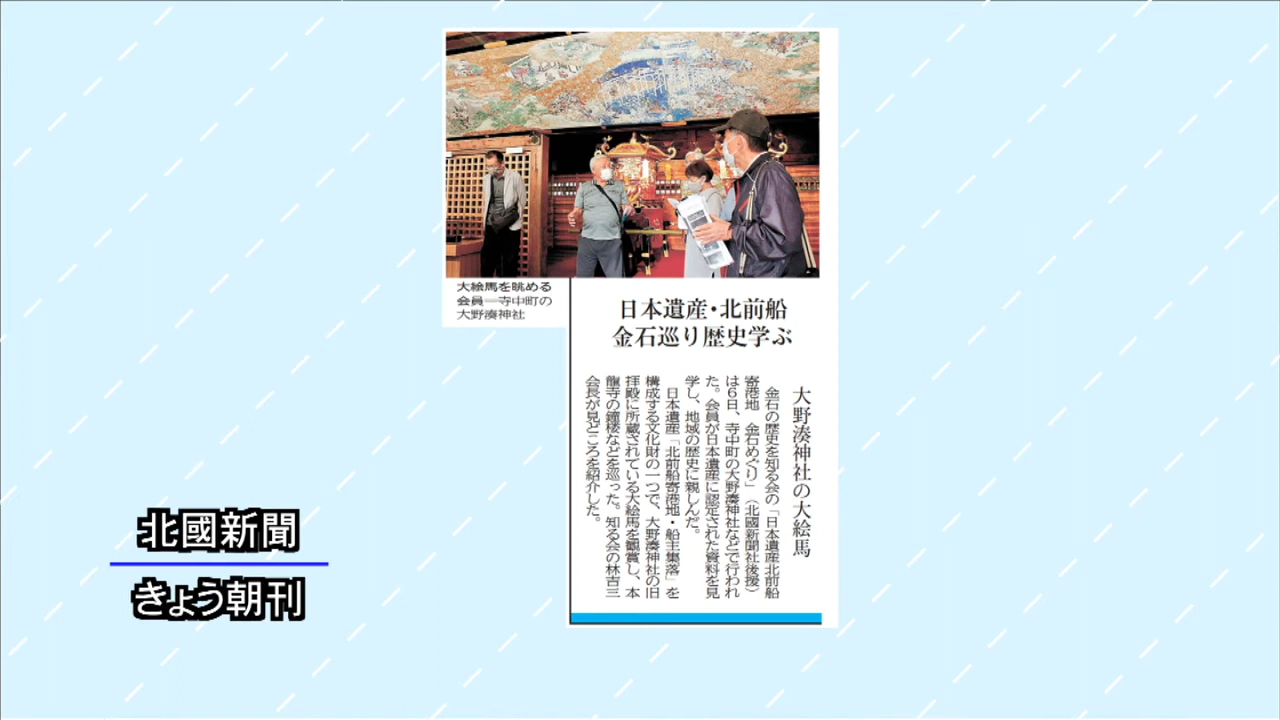 大絵馬を眺める
会員＝寺中町の
大野湊神社
日本遺産・北前船
金石巡り歴史学ぶ
大野湊神社の大絵馬
金石の歴史を知る会の「日本遺産北前船
寄港地　金石めぐり」（北國新聞社後援）
は６日、寺中町の大野湊神社などで行われ
た。会員が日本遺産に認定された資料を見
学し、地域の歴史に親しんだ。
日本遺産「北前船寄港地・船主集落」を
構成する文化財の一つで、大野湊神社の旧
拝殿に所蔵されている大絵馬を観賞し、本
龍寺の鐘楼などを巡った。知る会の林吉三
会長が見どころを紹介した。
北國新聞
きょう朝刊